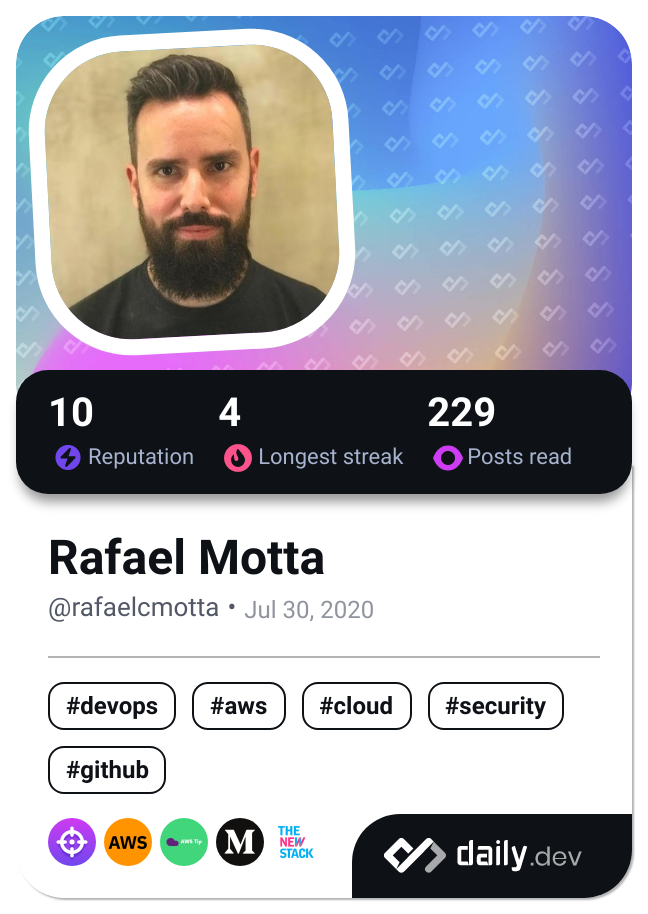 10 4 229
Reputation Longest streak Posts read
Rafael Motta
@rafaelcmotta • Jul 30, 2020
#devops #aws #cloud #security
#github
AWS AWS Tip M THE NEW STACK
daily.dev